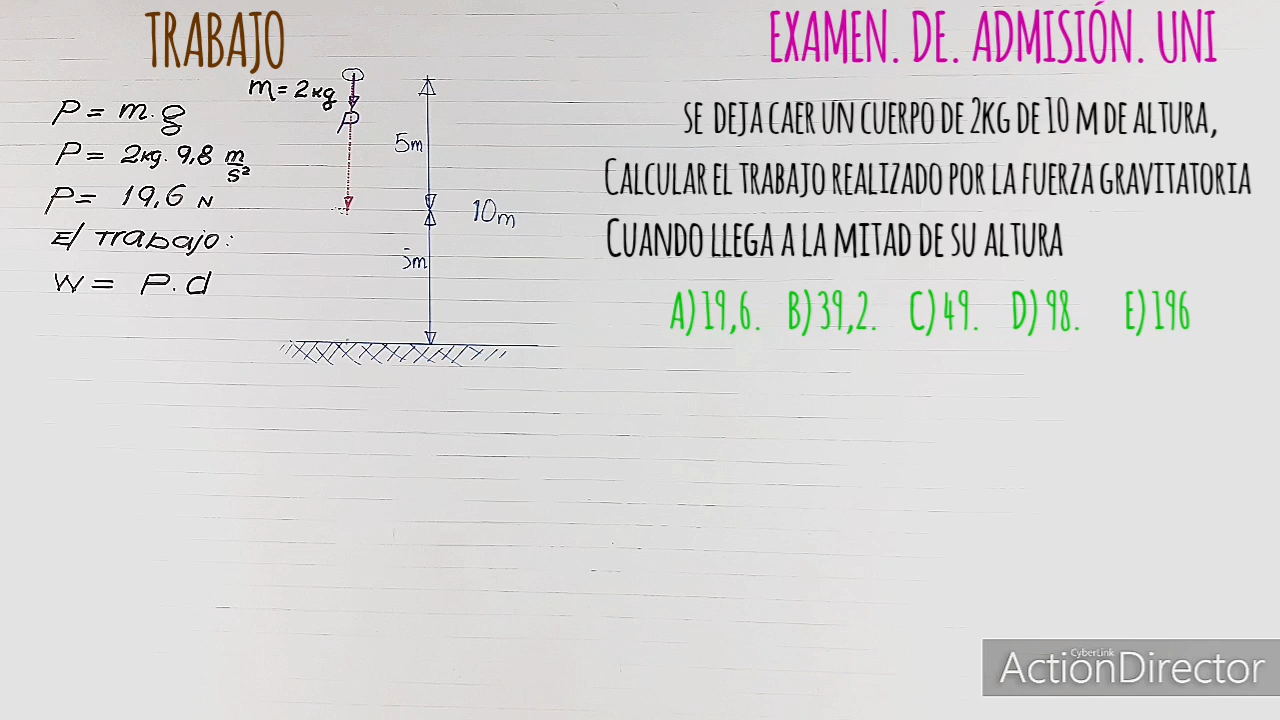 TRABAJO
EXAMEN. DE. ADMISIÓN. UNI
m = 2kg
P
P = m.g
P = 2kg. 9,8 m/s²
P = 19,6 N
El trabajo:
W = P.d
5m
10m
5m
SE DEJA CAER UN CUERPO DE 2KG DE 10 M DE ALTURA,
CALCULAR EL TRABAJO REALIZADO POR LA FUERZA GRAVITATORIA
CUANDO LLEGA A LA MITAD DE SU ALTURA
A) 19,6. B) 39,2. C) 49. D) 98. E) 196
CyberLink
ActionDirector